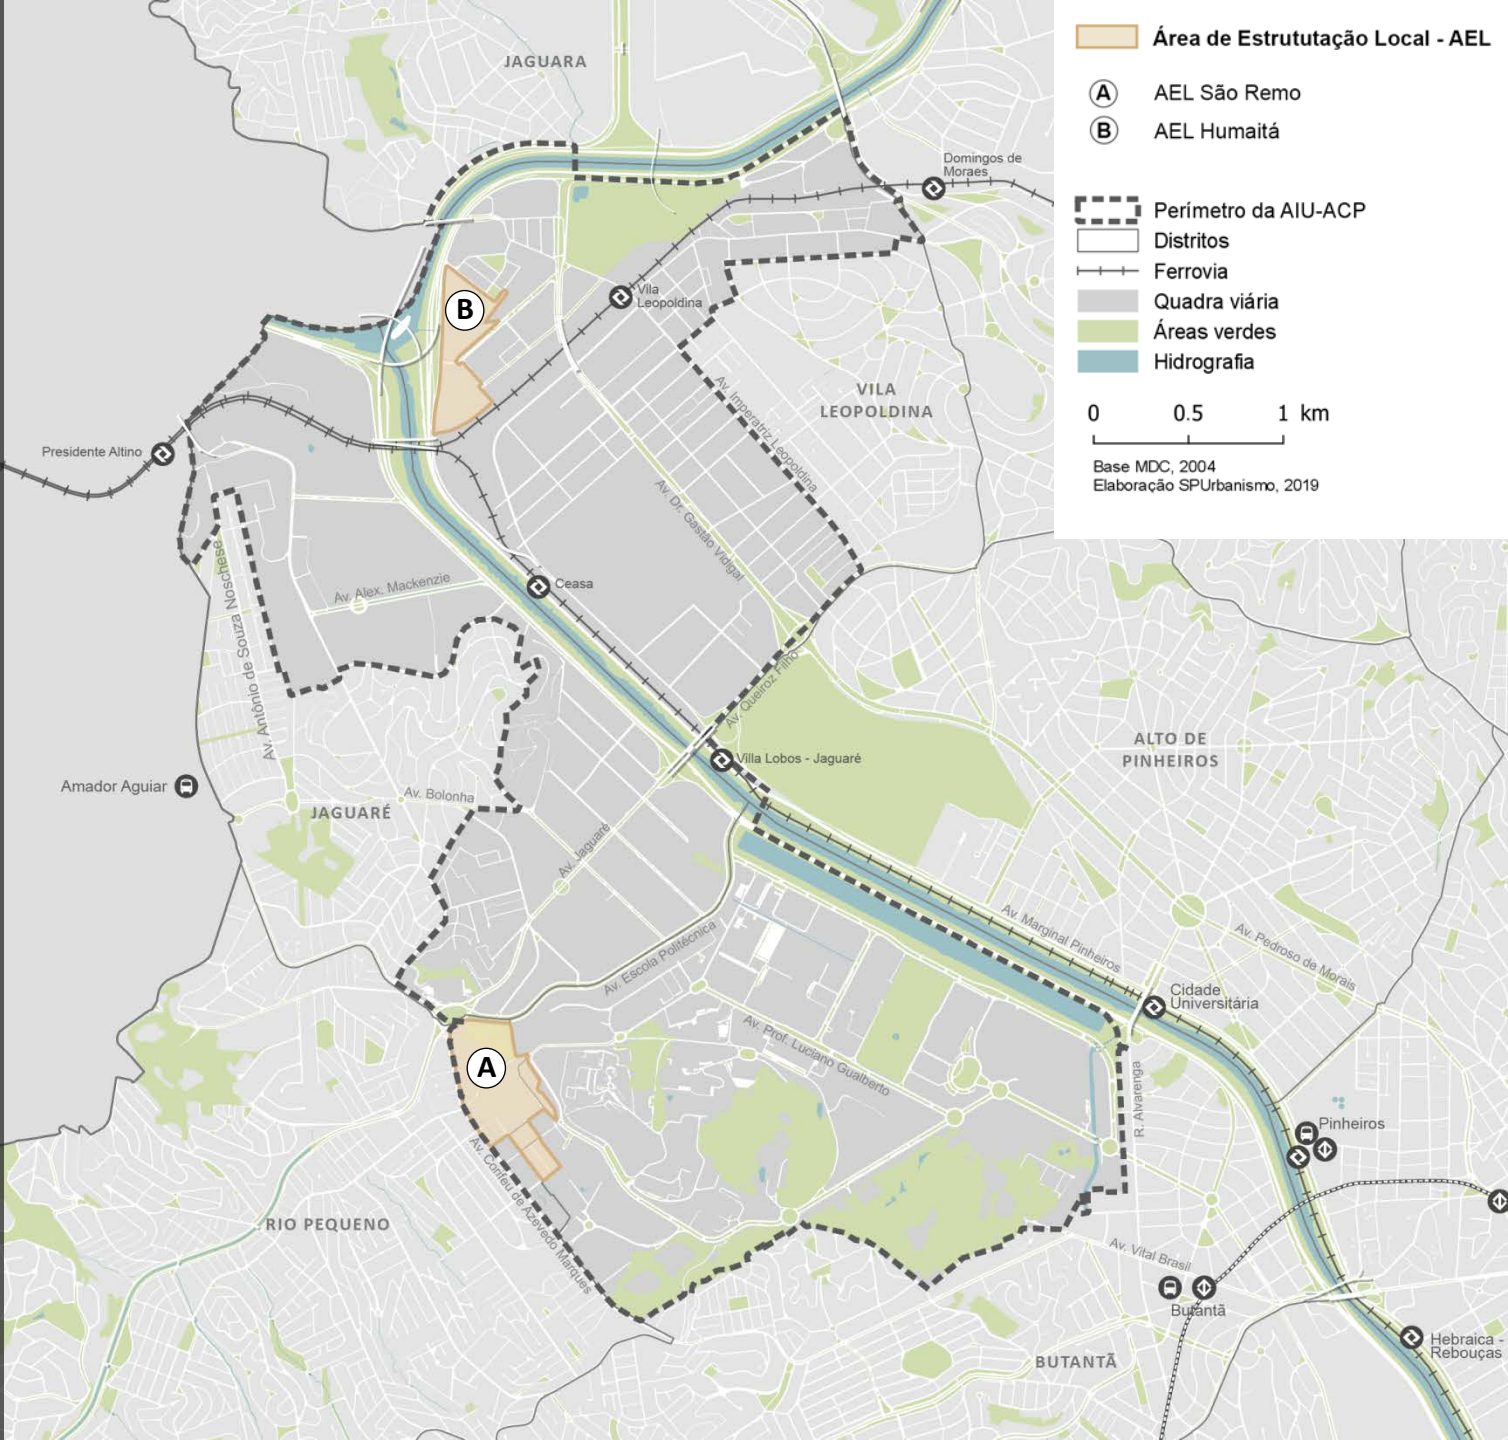 Área de Estrututação Local - AEL
A
AEL São Remo
B
AEL Humaitá
Perímetro da AIU-ACP
Distritos
Ferrovia
Quadra viária
Áreas verdes
Hidrografia
0 0.5 1 km
Base MDC, 2004
Elaboração SPUrbanismo, 2019
JAGUARA
Domingos de
Moraes
B
Vila
Leopoldina
VILA
LEOPOLDINA
Av. Imperatriz Leopoldina
Presidente Altino
Av. Dr. Gastão Vidigal
Ceasa
Av. Alex. Mackenzie
Av. Antônio de Souza Noschese
Av. Queiroz Filho
Villa Lobos - Jaguaré
ALTO DE
PINHEIROS
Amador Aguiar
Av. Bolonha
JAGUARÉ
Av. Jaguaré
Av. Marginal Pinheiros
Av. Pedroso de Morais
Av. Escola Politécnica
Cidade
Universitária
Av. Prof. Luciano Gualberto
A
R. Alvarenga
Pinheiros
Av. Corifeu de Azevedo Marques
RIO PEQUENO
Av. Vital Brasil
Butantã
Hebraica -
Rebouças
BUTANTÃ